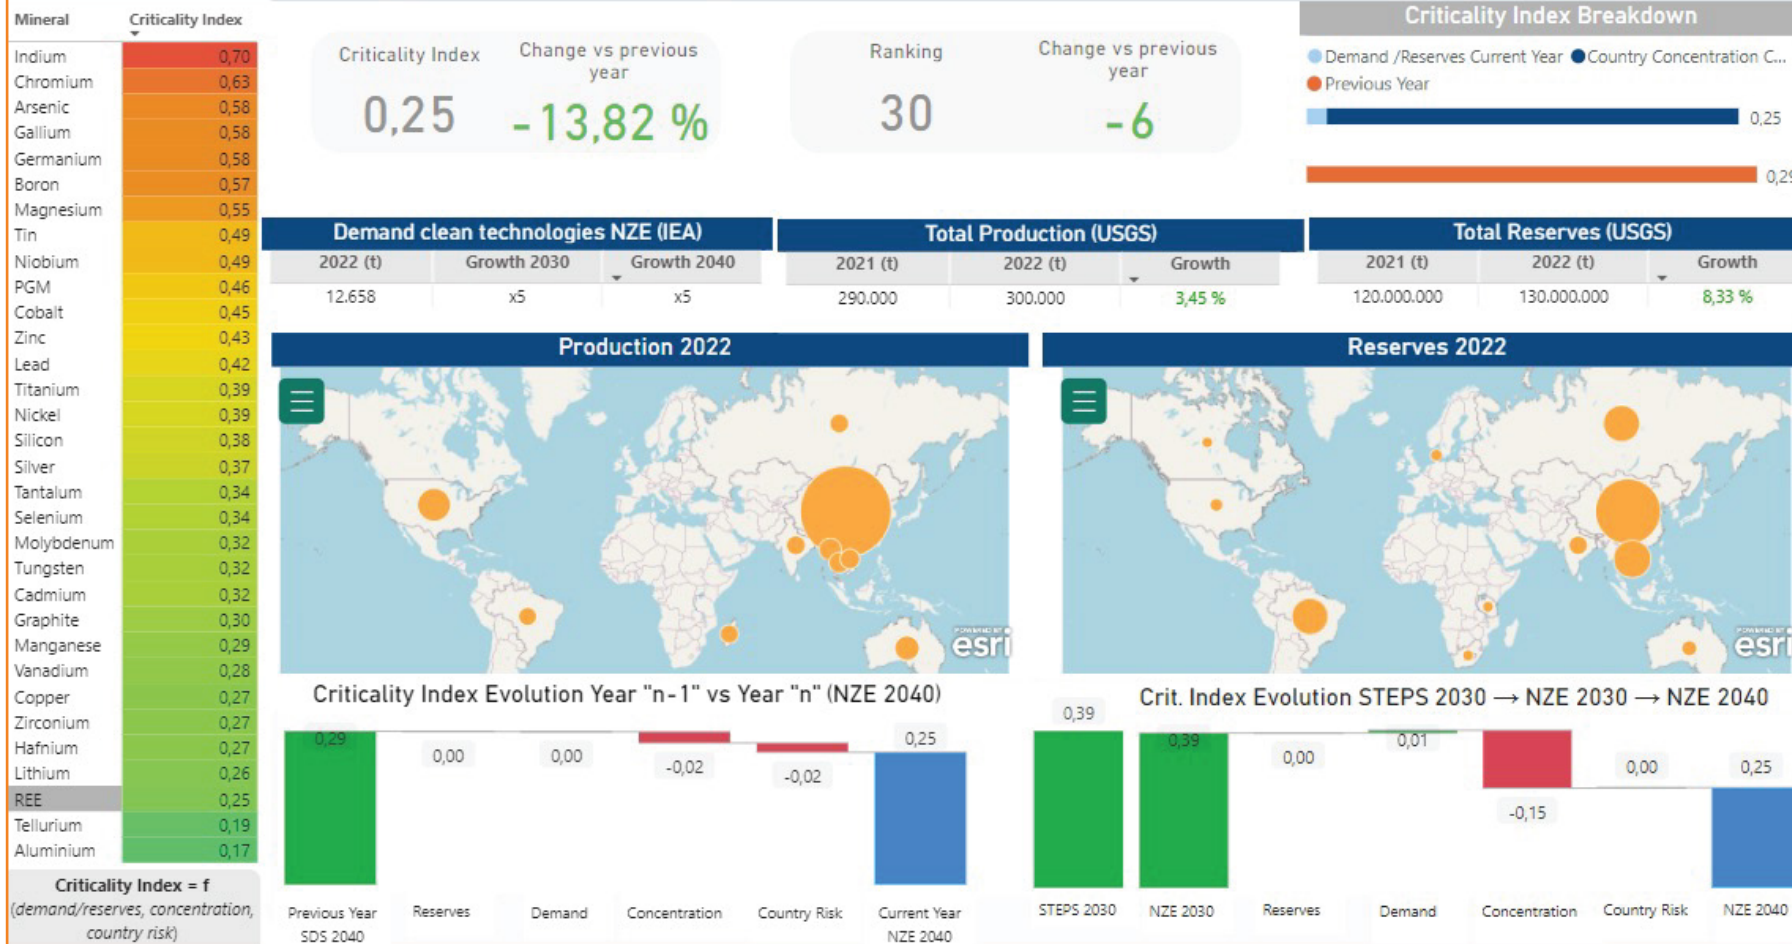 Mineral Criticality Index
Indium 0,70
Chromium 0,63
Arsenic 0,58
Gallium 0,58
Germanium 0,58
Boron 0,57
Magnesium 0,55
Tin 0,49
Niobium 0,49
PGM 0,46
Cobalt 0,45
Zinc 0,43
Lead 0,42
Titanium 0,39
Nickel 0,39
Silicon 0,38
Silver 0,37
Tantalum 0,34
Selenium 0,34
Molybdenum 0,32
Tungsten 0,32
Cadmium 0,32
Graphite 0,30
Manganese 0,29
Vanadium 0,28
Copper 0,27
Zirconium 0,27
Hafnium 0,27
Lithium 0,26
REE 0,25
Tellurium 0,19
Aluminium 0,17
Criticality Index = f
(demand/reserves, concentration,
country risk)
Criticality Index
0,25
Change vs previous
year
-13,82 %
Ranking
30
Change vs previous
year
-6
Criticality Index Breakdown
Demand /Reserves Current Year Country Concentration C...
Previous Year
0,25
0,29
Demand clean technologies NZE (IEA)
2022 (t) Growth 2030 Growth 2040
12.658 x5 x5
Total Production (USGS)
2021 (t) 2022 (t) Growth
290.000 300.000 3,45 %
Total Reserves (USGS)
2021 (t) 2022 (t) Growth
120.000.000 130.000.000 8,33 %
Production 2022
POWERED BY
esri
Reserves 2022
POWERED BY
esri
Criticality Index Evolution Year "n-1" vs Year "n" (NZE 2040)
0,29 0,00 0,00 -0,02 -0,02 0,25
Previous Year Reserves Demand Concentration Country Risk Current Year
SDS 2040 NZE 2040
Crit. Index Evolution STEPS 2030 → NZE 2030 → NZE 2040
0,39 0,39 0,00 0,01 -0,15 0,00 0,25
STEPS 2030 NZE 2030 Reserves Demand Concentration Country Risk NZE 2040